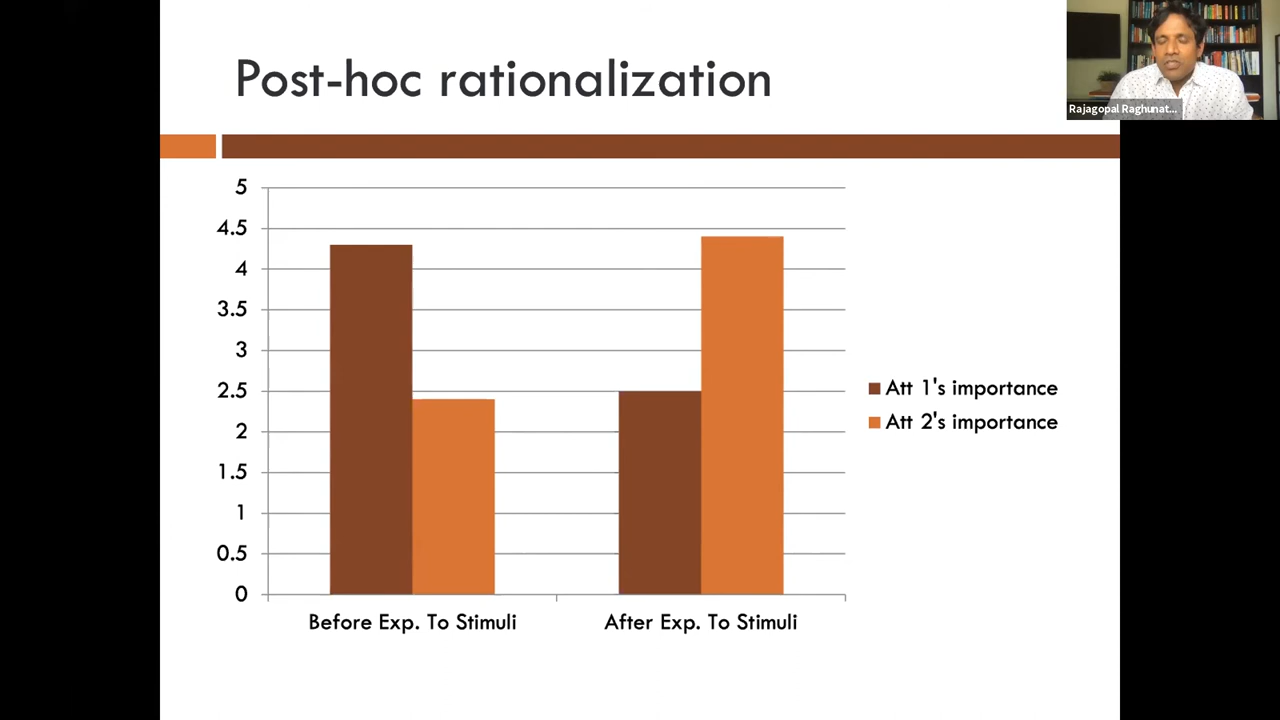 Post-hoc rationalization
Rajagopal Raghunat...
5
4.5
4
3.5
3
2.5
2
1.5
1
0.5
0
Before Exp. To Stimuli
After Exp. To Stimuli
Att 1's importance
Att 2's importance